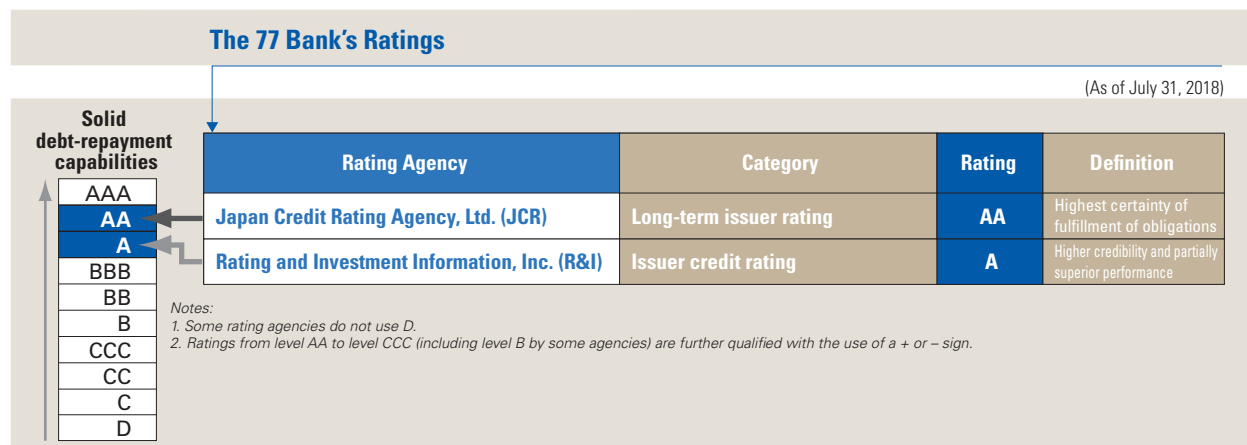 The 77 Bank's Ratings
(As of July 31, 2018)
Solid
debt-repayment
capabilities
AAA
AA
A
BBB
BB
B
CCC
CC
C
D
Rating Agency Category Rating Definition
Japan Credit Rating Agency, Ltd. (JCR) Long-term issuer rating AA Highest certainty of
fulfillment of obligations
Rating and Investment Information, Inc. (R&I) Issuer credit rating A Higher credibility and partially
superior performance
Notes:
1. Some rating agencies do not use D.
2. Ratings from level AA to level CCC (including level B by some agencies) are further qualified with the use of a + or – sign.